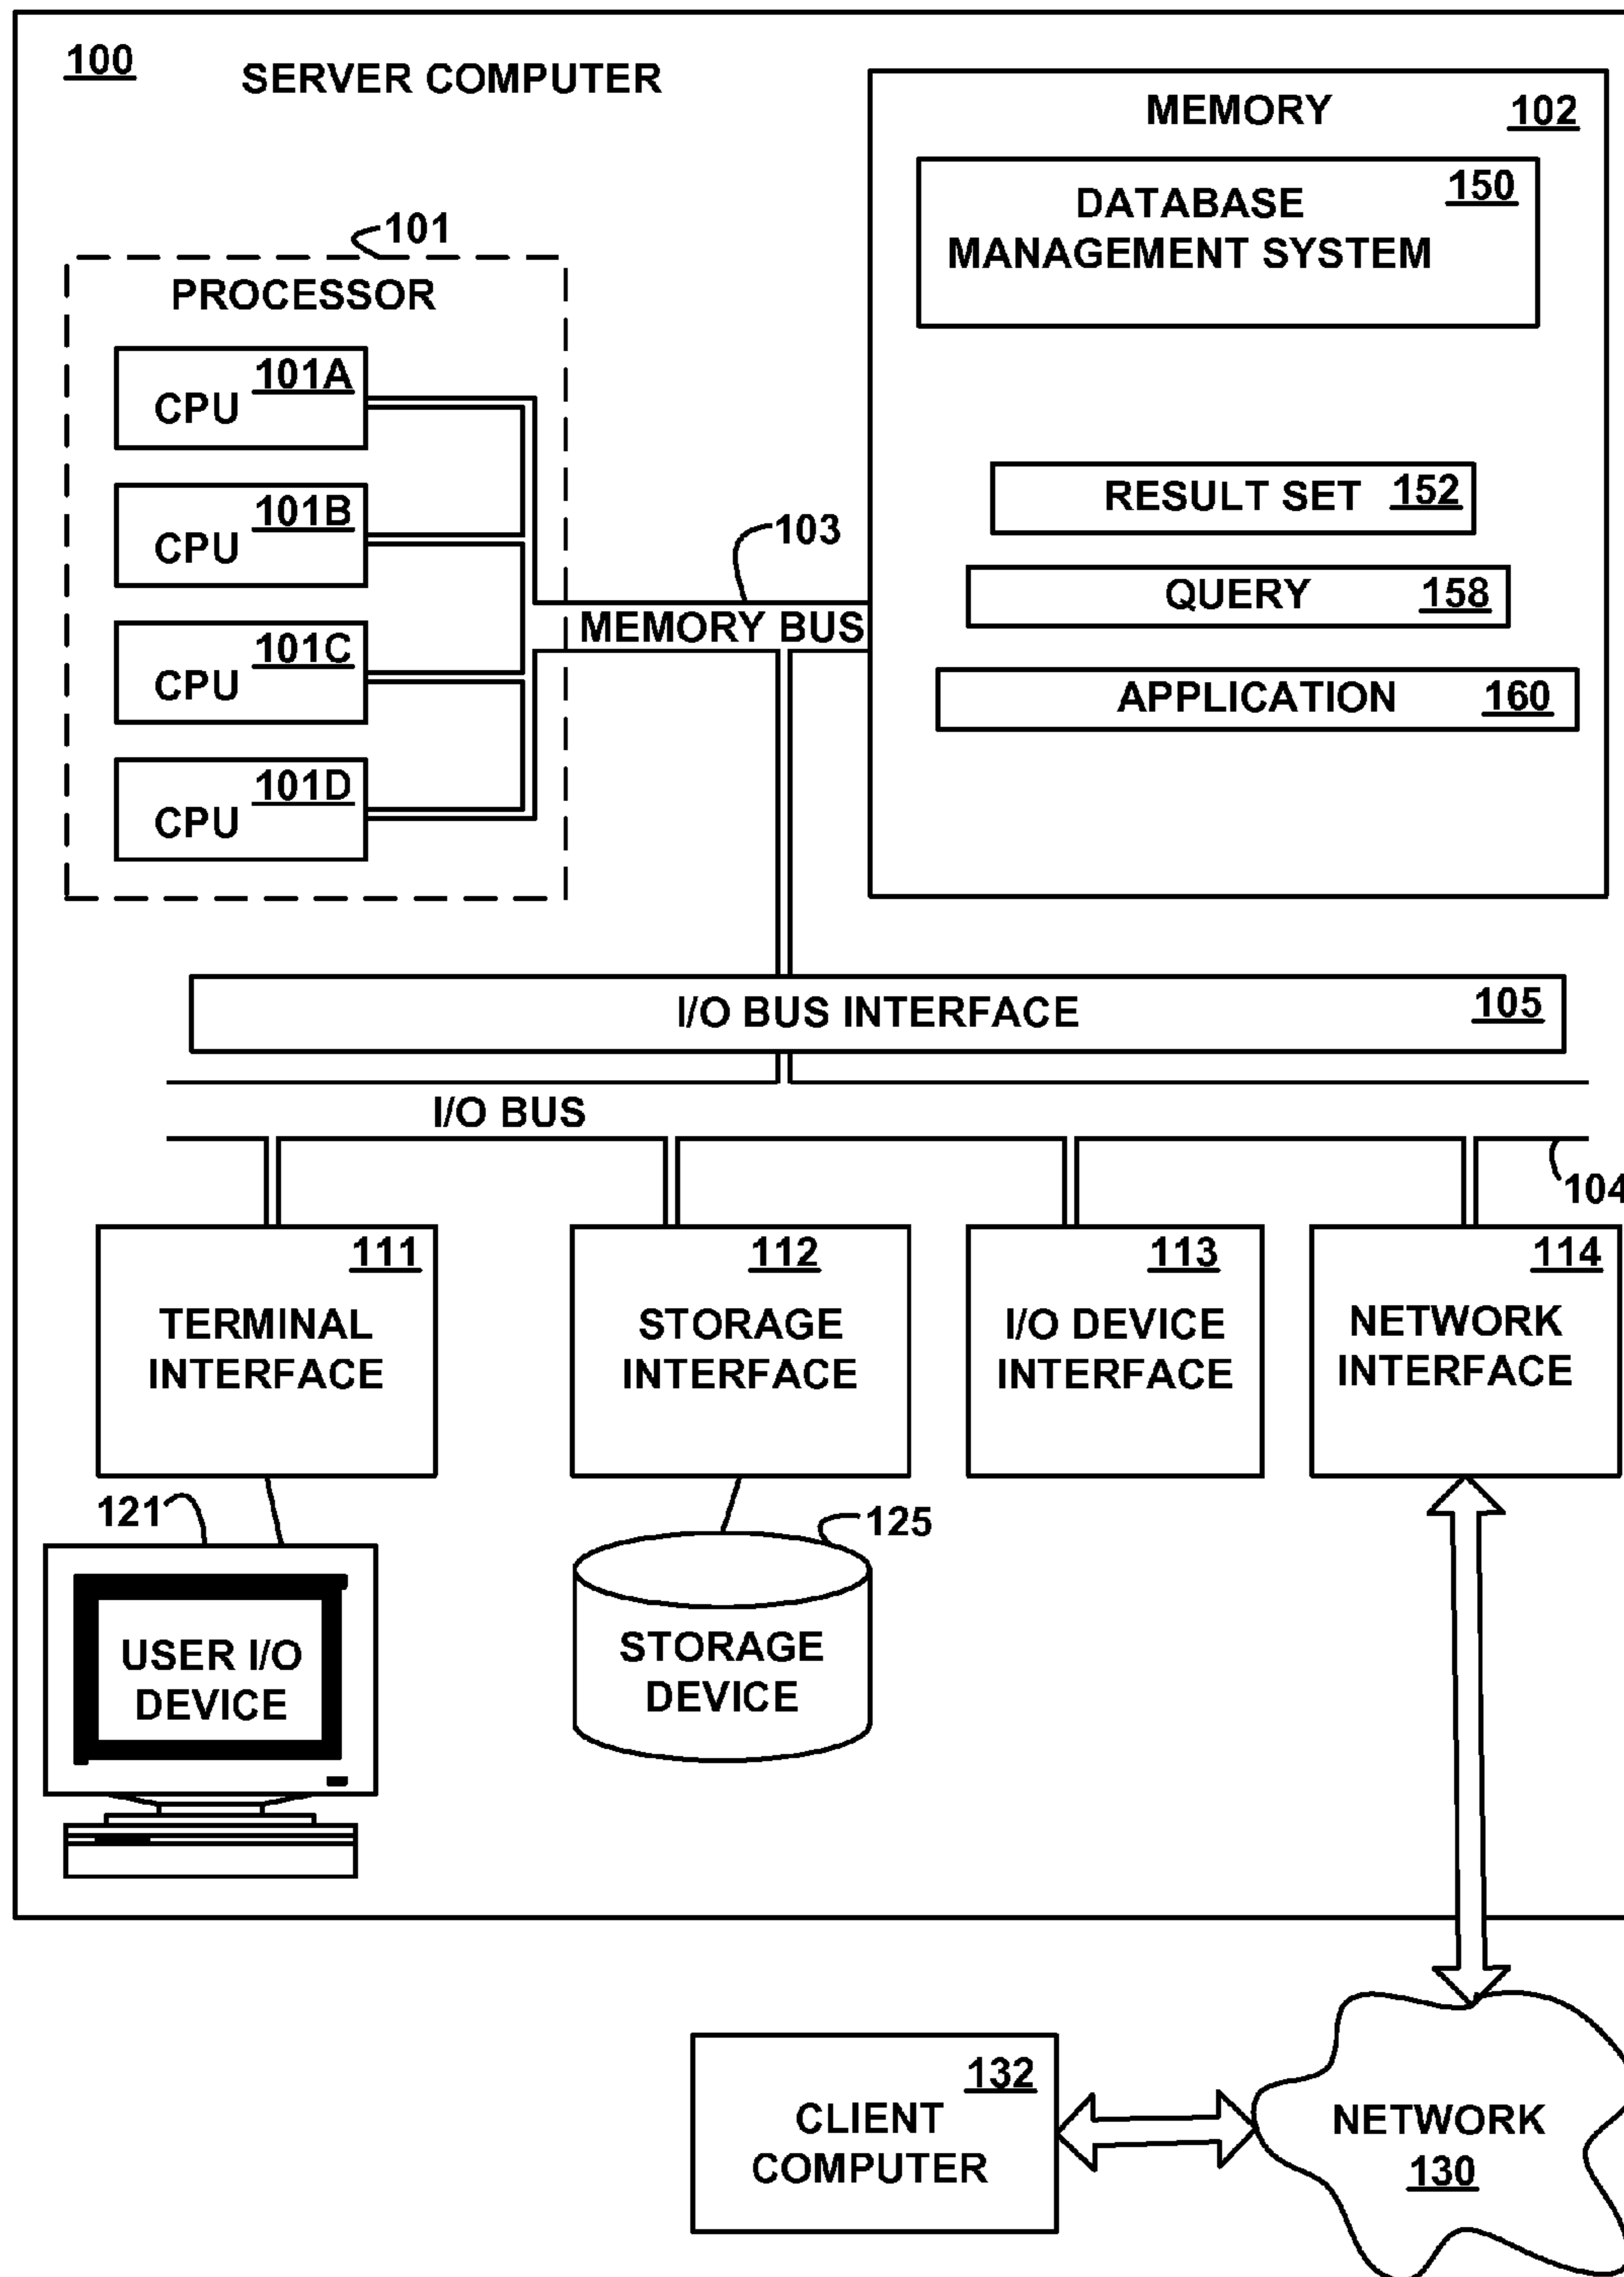 100
SERVER COMPUTER
MEMORY
102
DATABASE
MANAGEMENT SYSTEM
150
101
PROCESSOR
101A
CPU
101B
CPU
101C
CPU
101D
CPU
103
MEMORY BUS
RESULT SET 152
QUERY 158
APPLICATION 160
I/O BUS INTERFACE 105
I/O BUS
104
111
TERMINAL
INTERFACE
112
STORAGE
INTERFACE
113
I/O DEVICE
INTERFACE
114
NETWORK
INTERFACE
121
USER I/O
DEVICE
125
STORAGE
DEVICE
132
CLIENT
COMPUTER
NETWORK
130